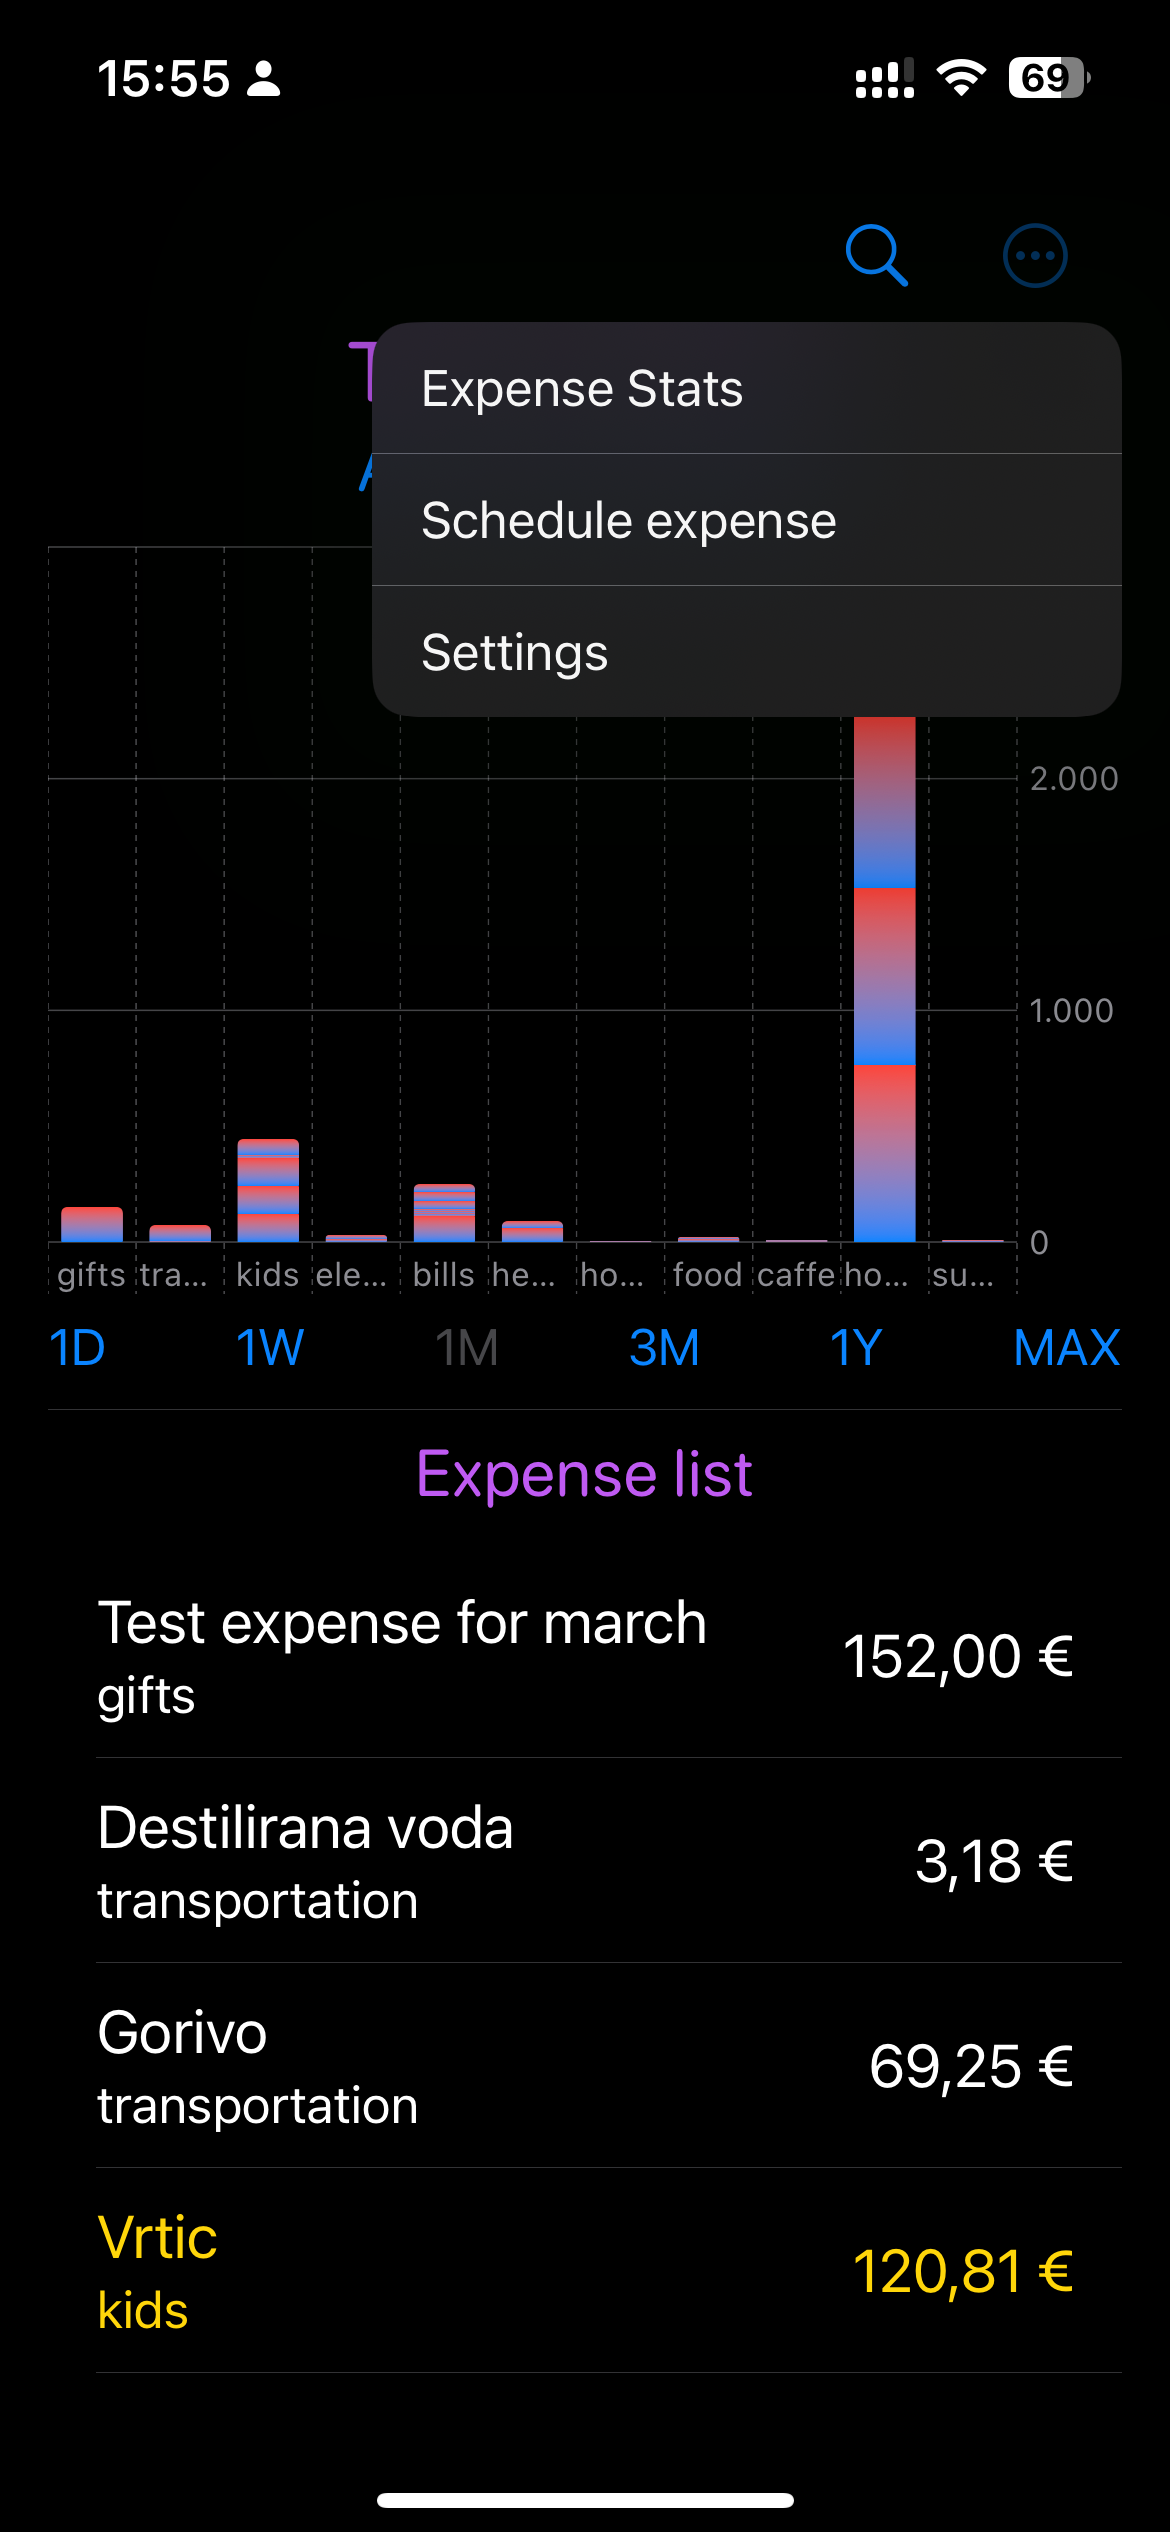 15:55
69
Expense Stats
Schedule expense
Settings
2.000
1.000
0
gifts tra... kids ele... bills he... ho... food caffe ho... su...
1D 1W 1M 3M 1Y MAX
Expense list
Test expense for march
gifts
152,00 €
Destilirana voda
transportation
3,18 €
Gorivo
transportation
69,25 €
Vrtic
kids
120,81 €